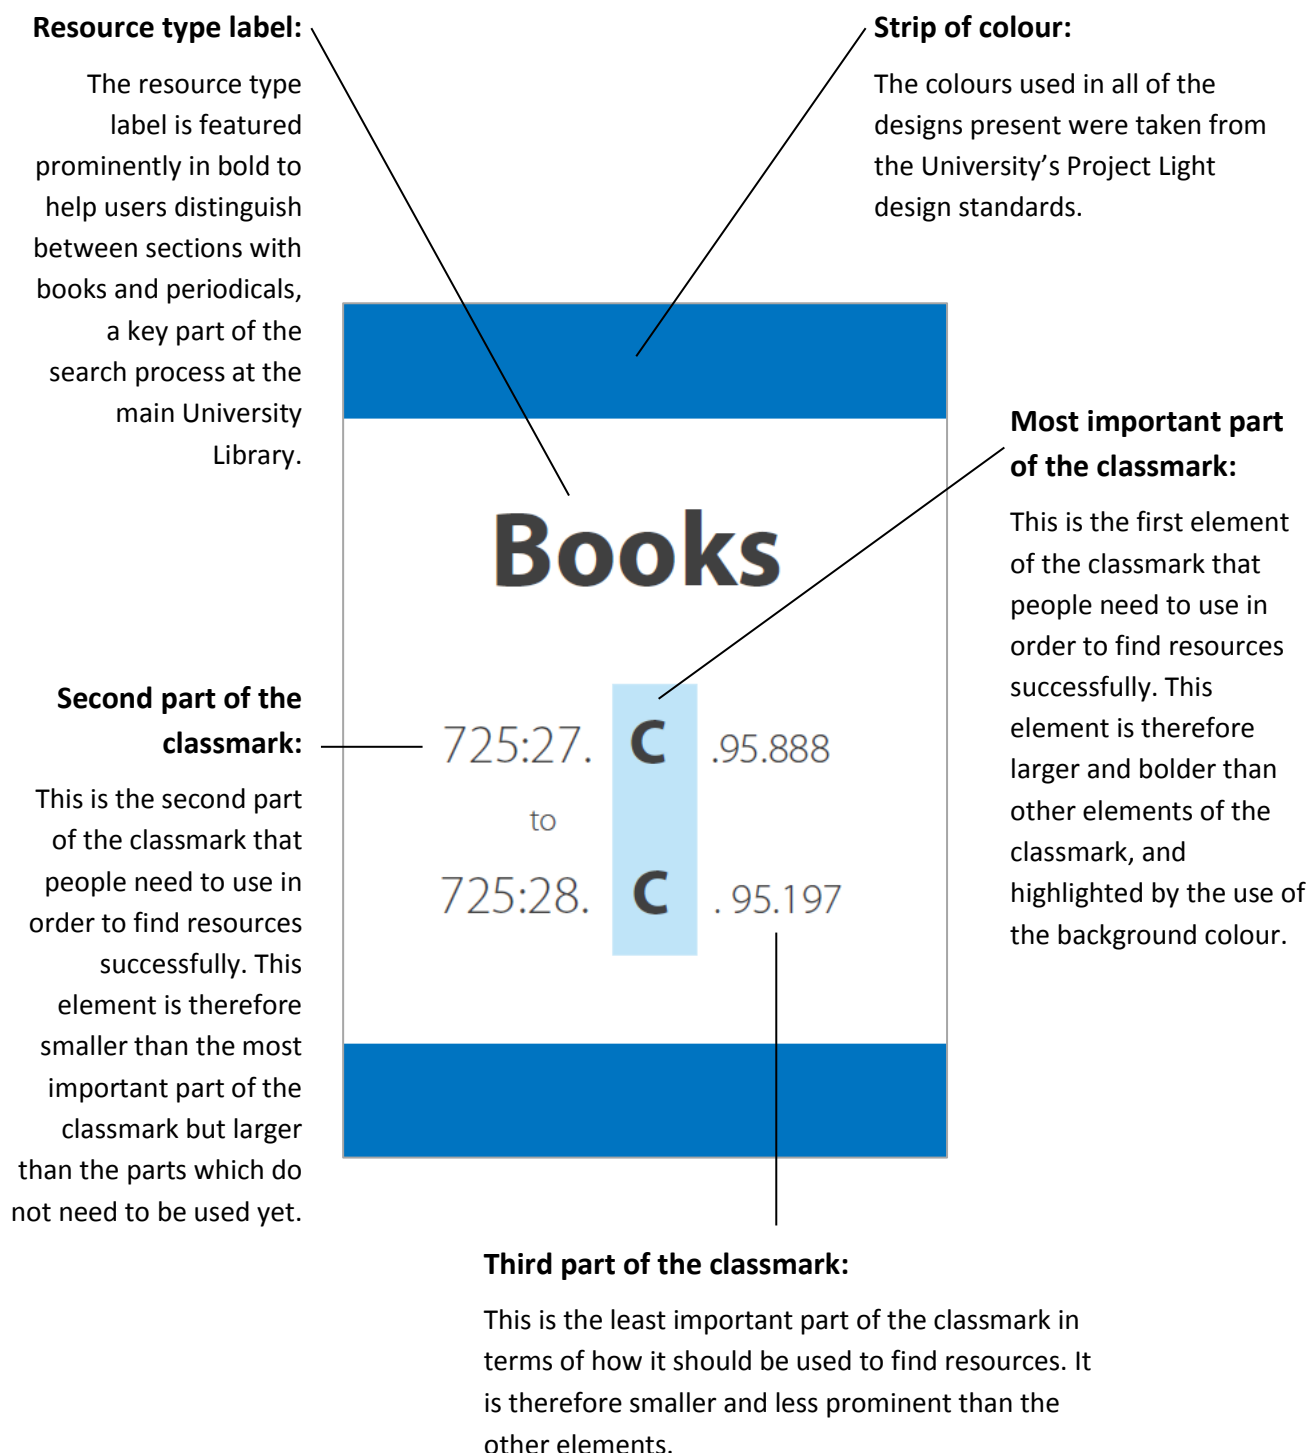 Resource type label:
The resource type
label is featured
prominently in bold to
help users distinguish
between sections with
books and periodicals,
a key part of the
search process at the
main University
Library.
Strip of colour:
The colours used in all of the
designs present were taken from
the University’s Project Light
design standards.
Most important part
of the classmark:
This is the first element
of the classmark that
people need to use in
order to find resources
successfully. This
element is therefore
larger and bolder than
other elements of the
classmark, and
highlighted by the use of
the background colour.
Books
725:27. C .95.888
to
725:28. C . 95.197
Second part of the
classmark:
This is the second part
of the classmark that
people need to use in
order to find resources
successfully. This
element is therefore
smaller than the most
important part of the
classmark but larger
than the parts which do
not need to be used yet.
Third part of the classmark:
This is the least important part of the classmark in
terms of how it should be used to find resources. It
is therefore smaller and less prominent than the
other elements.